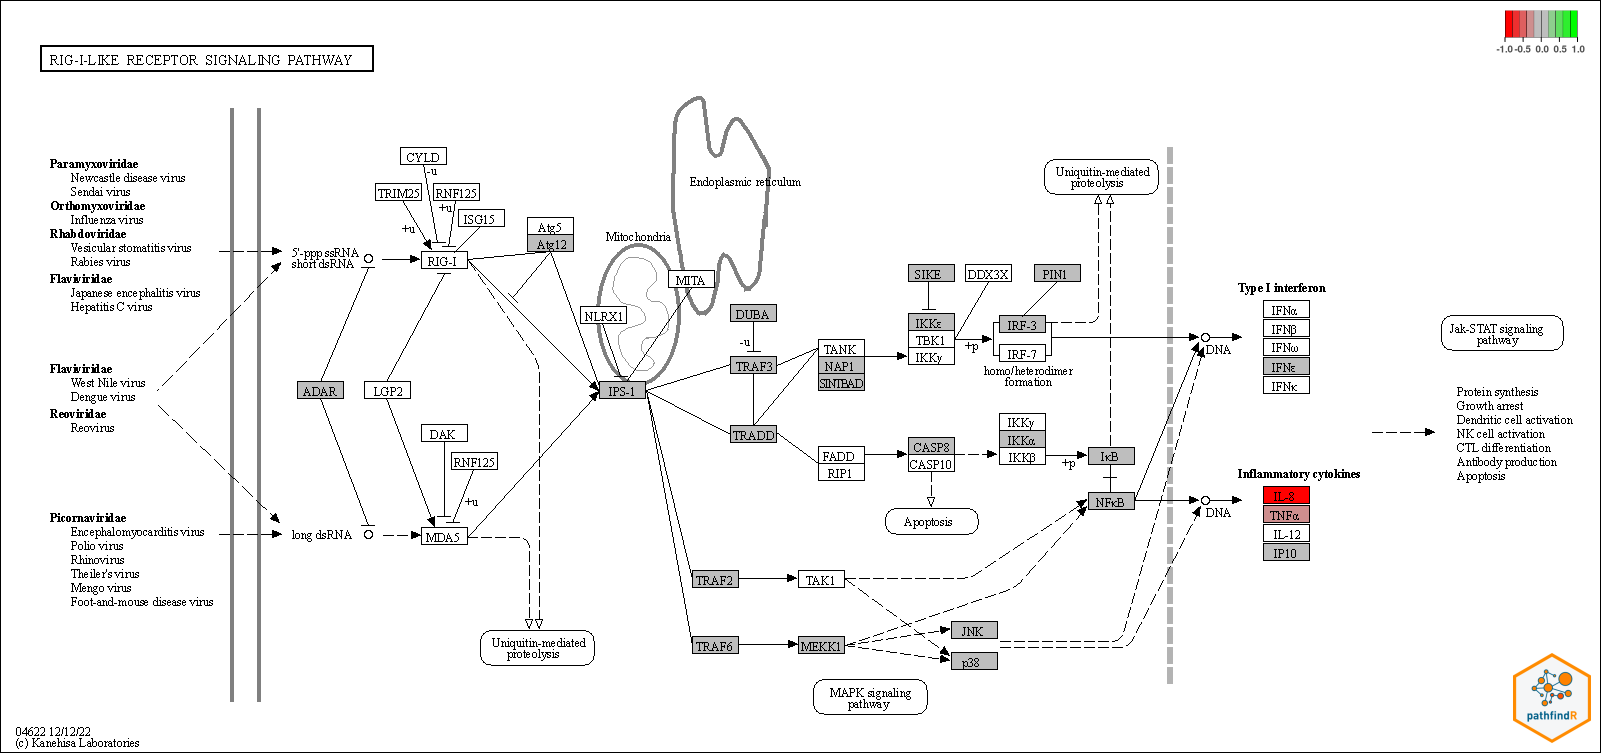 -1.0 -0.5 0.0 0.5 1.0
RIG-I-LIKE RECEPTOR SIGNALING PATHWAY
Paramyxoviridae
Newcastle disease virus
Sendai virus
Orthomyxoviridae
Influenza virus
Rhabdoviridae
Vesicular stomatitis virus
Rabies virus
Flaviviridae
Japanese encephalitis virus
Hepatitis C virus
Flaviviridae
West Nile virus
Dengue virus
Reoviridae
Reovirus
Picornaviridae
Encephalomyocarditis virus
Polio virus
Rhinovirus
Theiler's virus
Mengo virus
Foot-and-mouse disease virus
5'-ppp ssRNA
short dsRNA
long dsRNA
ADAR
CYLD
-u
TRIM25
RNF125
+u
+u
ISG15
RIG-I
Atg5
Atg12
LGP2
DAK
RNF125
+u
MDA5
Uniquitin-mediated
proteolysis
Mitochondria
Endoplasmic reticulum
MITA
NLRX1
IPS-1
DUBA
-u
TRAF3
TRADD
TANK
NAP1
SINTBAD
FADD
RIP1
TRAF2
TAK1
TRAF6
MEKK1
JNK
p38
MAPK signaling
pathway
SIKE
DDX3X
PIN1
IKKε
TBK1
IKKγ
+p
IRF-3
IRF-7
homo/heterodimer
formation
Uniquitin-mediated
proteolysis
CASP8
CASP10
Apoptosis
IKKγ
IKKα
IKKβ
+p
IκB
NFκB
DNA
DNA
Type I interferon
IFNα
IFNβ
IFNω
IFNε
IFNκ
Inflammatory cytokines
IL-8
TNFα
IL-12
IP10
Jak-STAT signaling
pathway
Protein synthesis
Growth arrest
Dendritic cell activation
NK cell activation
CTL differentiation
Antibody production
Apoptosis
04622 12/12/22
(c) Kanehisa Laboratories
pathfindR